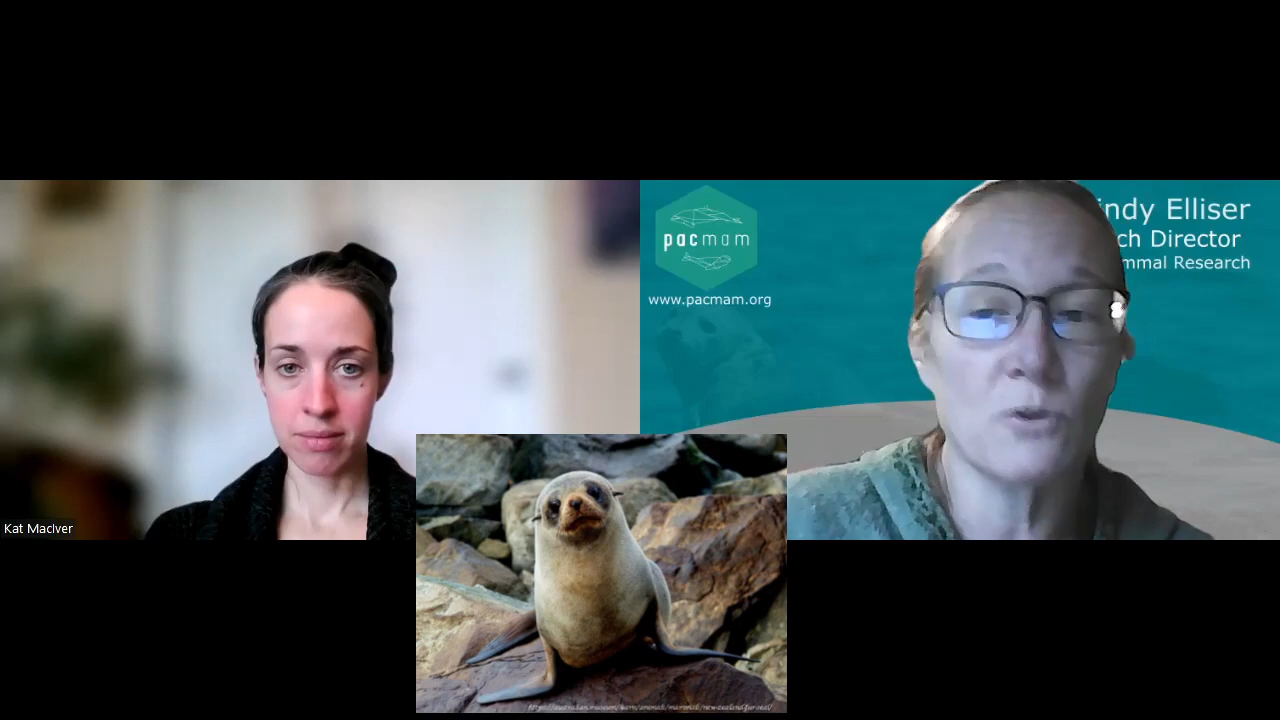 Kat MacIver
pacmam
www.pacmam.org
indy Elliser
ch Director
mmal Research